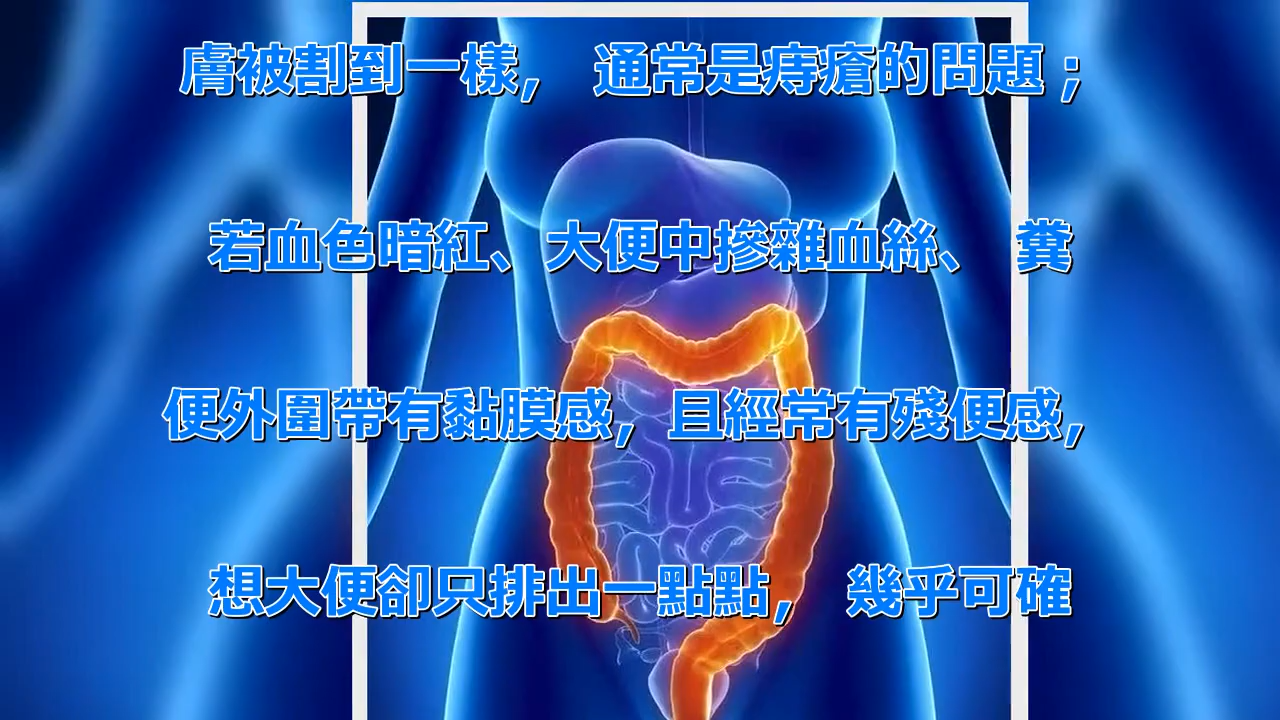 膚被割到一樣， 通常是痔瘡的問題；
若血色暗紅、大便中摻雜血絲、 糞
便外圍帶有黏膜感，且經常有殘便感，
想大便卻只排出一點點， 幾乎可確